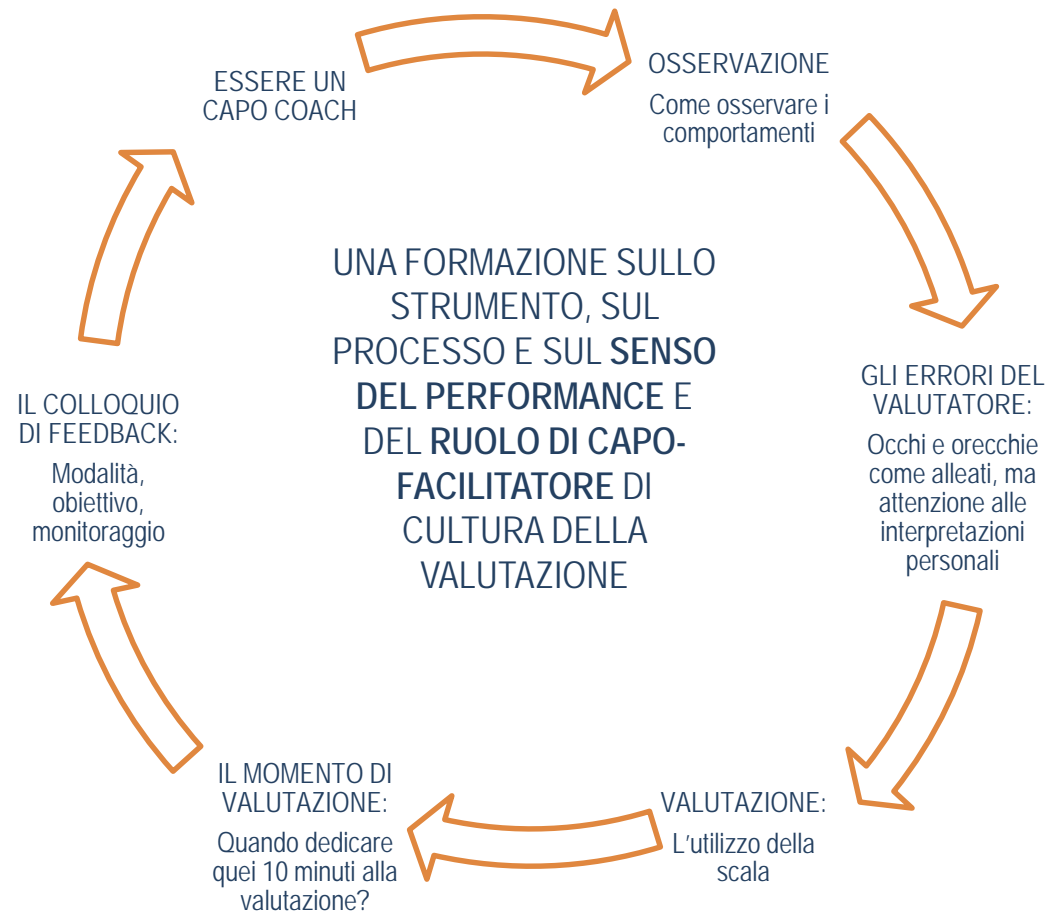 ESSERE UN
CAPO COACH
OSSERVAZIONE
Come osservare i
comportamenti
GLI ERRORI DEL
VALUTATORE:
Occhi e orecchie
come alleati, ma
attenzione alle
interpretazioni
personali
VALUTAZIONE:
L'utilizzo della
scala
IL MOMENTO DI
VALUTAZIONE:
Quando dedicare
quei 10 minuti alla
valutazione?
IL COLLOQUIO
DI FEEDBACK:
Modalità,
obiettivo,
monitoraggio
UNA FORMAZIONE SULLO
STRUMENTO, SUL
PROCESSO E SUL SENSO
DEL PERFORMANCE E
DEL RUOLO DI CAPO-
FACILITATORE DI
CULTURA DELLA
VALUTAZIONE